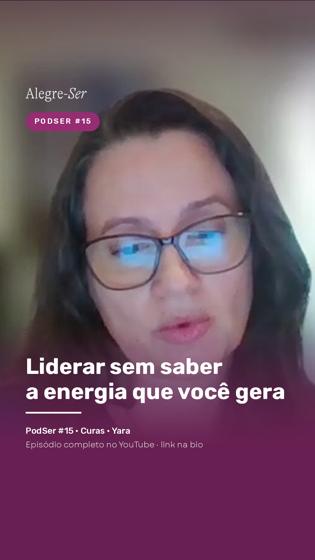 Alegre-Ser
PODSER #15
Liderar sem saber
a energia que você gera
PodSer #15 • Curas • Yara
Episódio completo no YouTube · link na bio